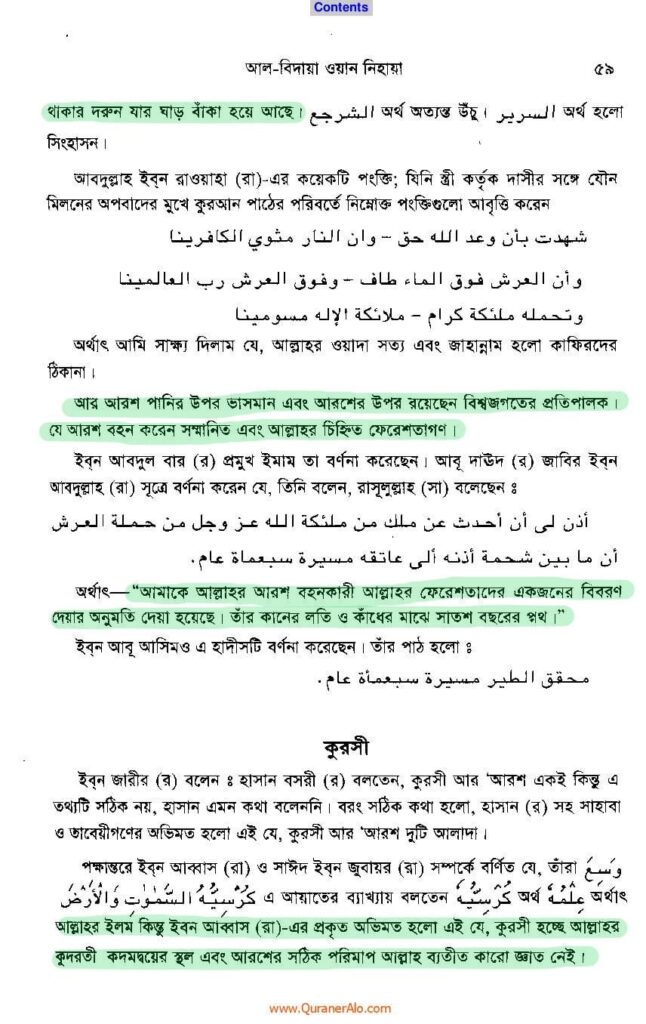 Contents
আল-বিদায়া ওয়ান নিহায়া ৫৯
থাকার দরুন যার ঘাড় বাঁকা হয়ে আছে। الشرجع অর্থ অত্যন্ত উঁচু। السرير অর্থ হলো
সিংহাসন।
আবদুল্লাহ ইব্‌ন রাওয়াহা (রা)-এর কয়েকটি পংক্তি; যিনি স্ত্রী কর্তৃক দাসীর সঙ্গে যৌন
মিলনের অপবাদের মুখে কুরআন পাঠের পরিবর্তে নিম্নোক্ত পংক্তিগুলো আবৃত্তি করেন
شهدت بأن وعد الله حق – وان النار مثوي الكافرينا
وأن العرش فوق الماء طاف – وفوق العرش رب العالمينا
وتحمله ملئكة كرام – ملائكة الإله مسومينا
অর্থাৎ আমি সাক্ষ্য দিলাম যে, আল্লাহর ওয়াদা সত্য এবং জাহান্নাম হলো কাফিরদের
ঠিকানা।
আর আরশ পানির উপর ভাসমান এবং আরশের উপর রয়েছেন বিশ্বজগতের প্রতিপালক।
যে আরশ বহন করেন সম্মানিত এবং আল্লাহর চিহ্নিত ফেরেশতাগণ।
ইব্‌ন আবদুল বার (র) প্রমুখ ইমাম তা বর্ণনা করেছেন। আবূ দাঊদ (র) জাবির ইব্‌ন
আবদুল্লাহ (রা) সূত্রে বর্ণনা করেন যে, তিনি বলেন, রাসূলুল্লাহ (সা) বলেছেন ঃ
أذن لى أن أحدث عن ملك من ملئكة الله عز وجل من حملة العرش
أن ما بين شحمة أذنه ألى عاتقه مسيرة سبعماة عام.
অর্থাৎ—“আমাকে আল্লাহর আরশ বহনকারী আল্লাহর ফেরেশতাদের একজনের বিবরণ
দেয়ার অনুমতি দেয়া হয়েছে। তাঁর কানের লতি ও কাঁধের মাঝে সাতশ বছরের পথ।”
ইব্‌ন আবূ আসিমও এ হাদীসটি বর্ণনা করেছেন। তাঁর পাঠ হলো ঃ
محقق الطير مسيرة سبعمأة عام.
কুরসী
ইব্‌ন জারীর (র) বলেন ঃ হাসান বসরী (র) বলতেন, কুরসী আর ‘আরশ একই কিন্তু এ
তথ্যটি সঠিক নয়, হাসান এমন কথা বলেননি। বরং সঠিক কথা হলো, হাসান (র) সহ সাহাবা
ও তাবেয়ীগণের অভিমত হলো এই যে, কুরসী আর ‘আরশ দুটি আলাদা।
পক্ষান্তরে ইব্‌ন আব্বাস (রা) ও সাঈদ ইব্‌ন জুবায়র (রা) সম্পর্কে বর্ণিত যে, তাঁরা وَسِعَ
كُرْسِيُّهُ السَّمٰوٰتِ وَالْأَرْضَ এ আয়াতের ব্যাখ্যায় বলতেন كُرْسِيُّهُ অর্থ عِلْمُهُ অর্থাৎ
আল্লাহর ইলম কিন্তু ইবন আব্বাস (রা)-এর প্রকৃত অভিমত হলো এই যে, কুরসী হচ্ছে আল্লাহর
কুদরতী কদমদ্বয়ের স্থল এবং আরশের সঠিক পরিমাপ আল্লাহ ব্যতীত কারো জ্ঞাত নেই।
www.QuranerAlo.com